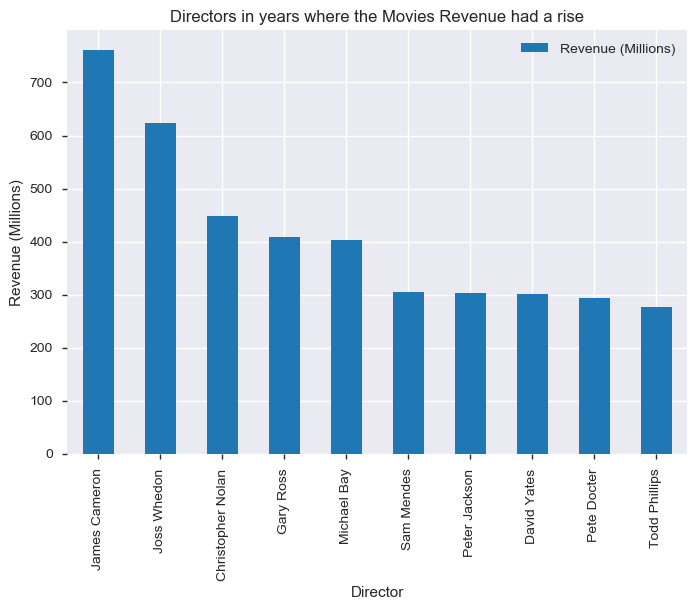 Directors in years where the Movies Revenue had a rise
Revenue (Millions)
Revenue (Millions)
700
600
500
400
300
200
100
0
James Cameron
Joss Whedon
Christopher Nolan
Gary Ross
Michael Bay
Sam Mendes
Peter Jackson
David Yates
Pete Docter
Todd Phillips
Director